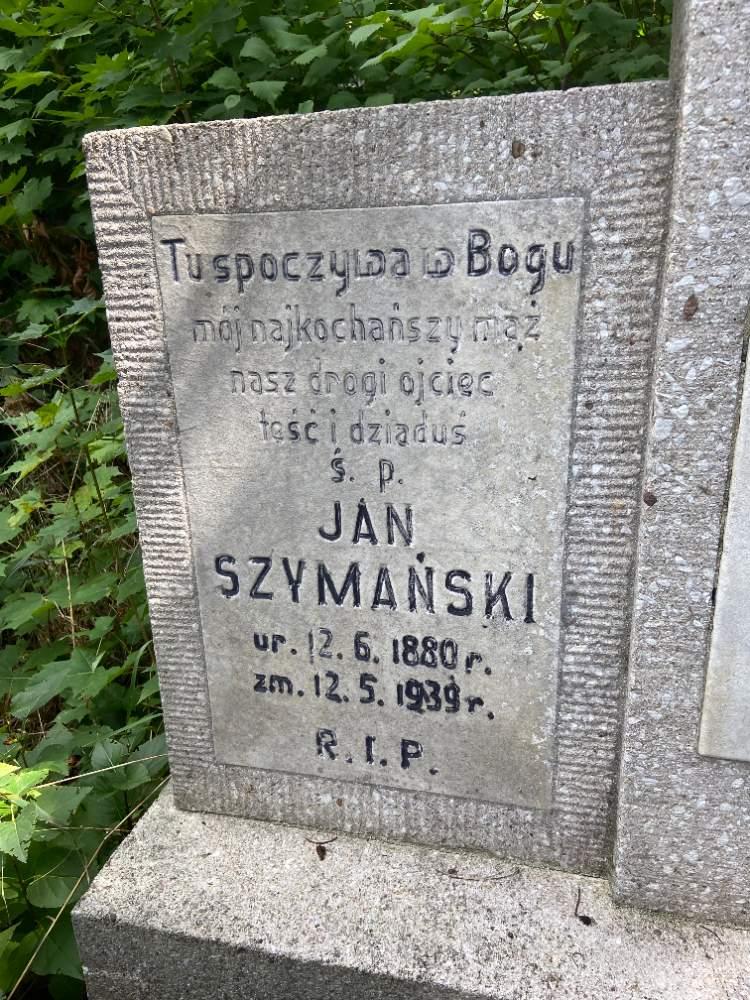 Tu spoczywa w Bogu
mój najkochańszy mąż
nasz drogi ojciec
teść i dziaduś
ś. p.
JAN
SZYMAŃSKI
ur. 12. 6. 1880 r.
zm. 12. 5. 1939 r.
R. I. P.